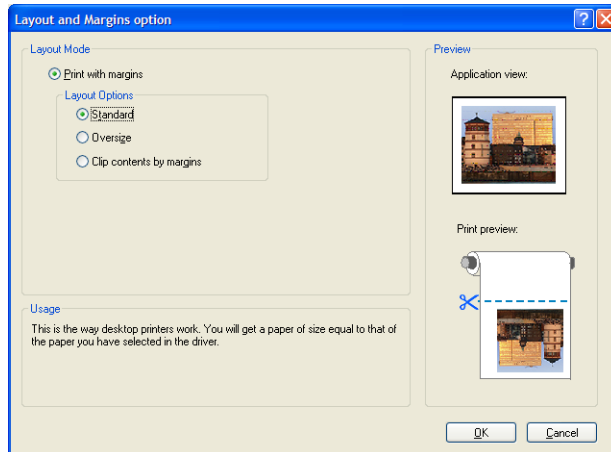 Layout and Margins option
Layout Mode
Print with margins
Layout Options
Standard
Oversize
Clip contents by margins
Usage
This is the way desktop printers work. You will get a paper of size equal to that of
the paper you have selected in the driver.
Preview
Application view:
Print preview:
OK
Cancel